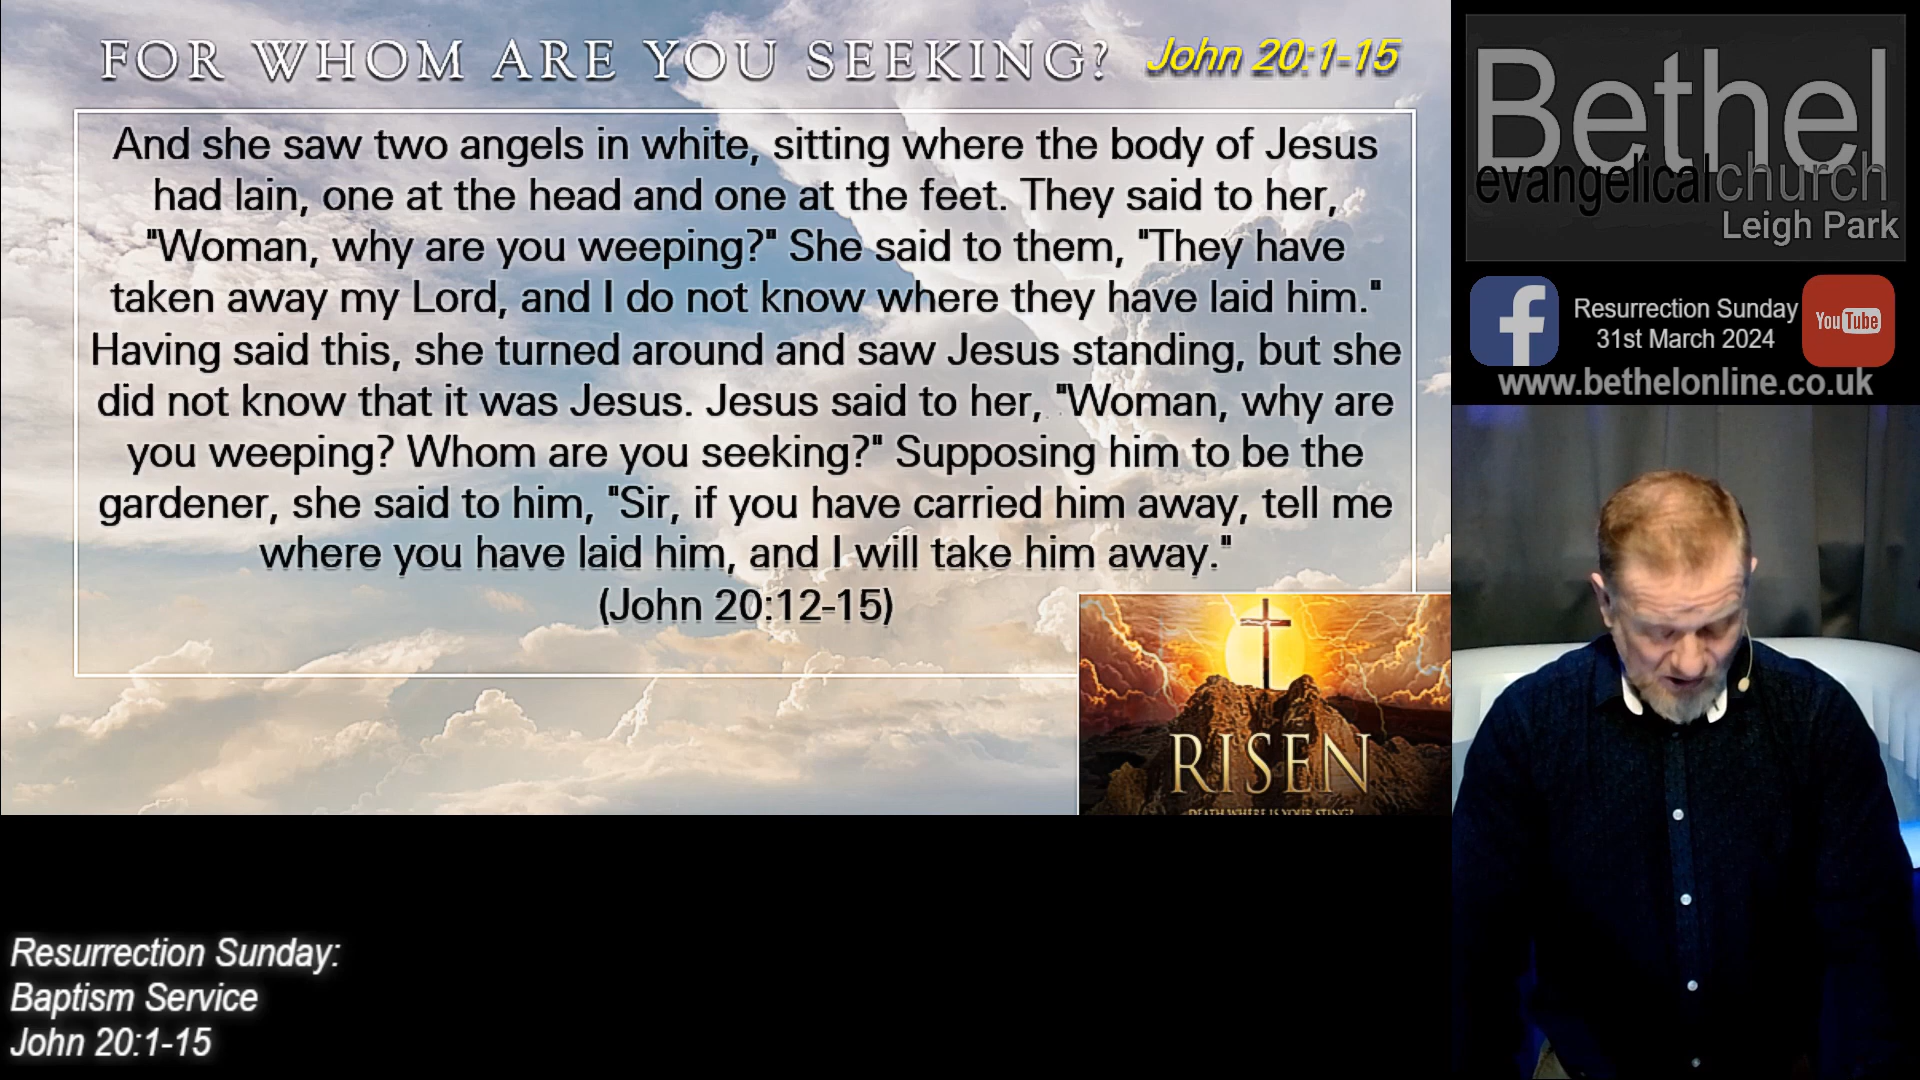 FOR WHOM ARE YOU SEEKING? John 20:1-15
And she saw two angels in white, sitting where the body of Jesus
had lain, one at the head and one at the feet. They said to her,
"Woman, why are you weeping?" She said to them, "They have
taken away my Lord, and I do not know where they have laid him."
Having said this, she turned around and saw Jesus standing, but she
did not know that it was Jesus. Jesus said to her, "Woman, why are
you weeping? Whom are you seeking?" Supposing him to be the
gardener, she said to him, "Sir, if you have carried him away, tell me
where you have laid him, and I will take him away."
(John 20:12-15)
RISEN
DEATH WHERE IS YOUR STING?
Bethel
evangelicalchurch
Leigh Park
f
Resurrection Sunday
31st March 2024
YouTube
www.bethelonline.co.uk
Resurrection Sunday:
Baptism Service
John 20:1-15